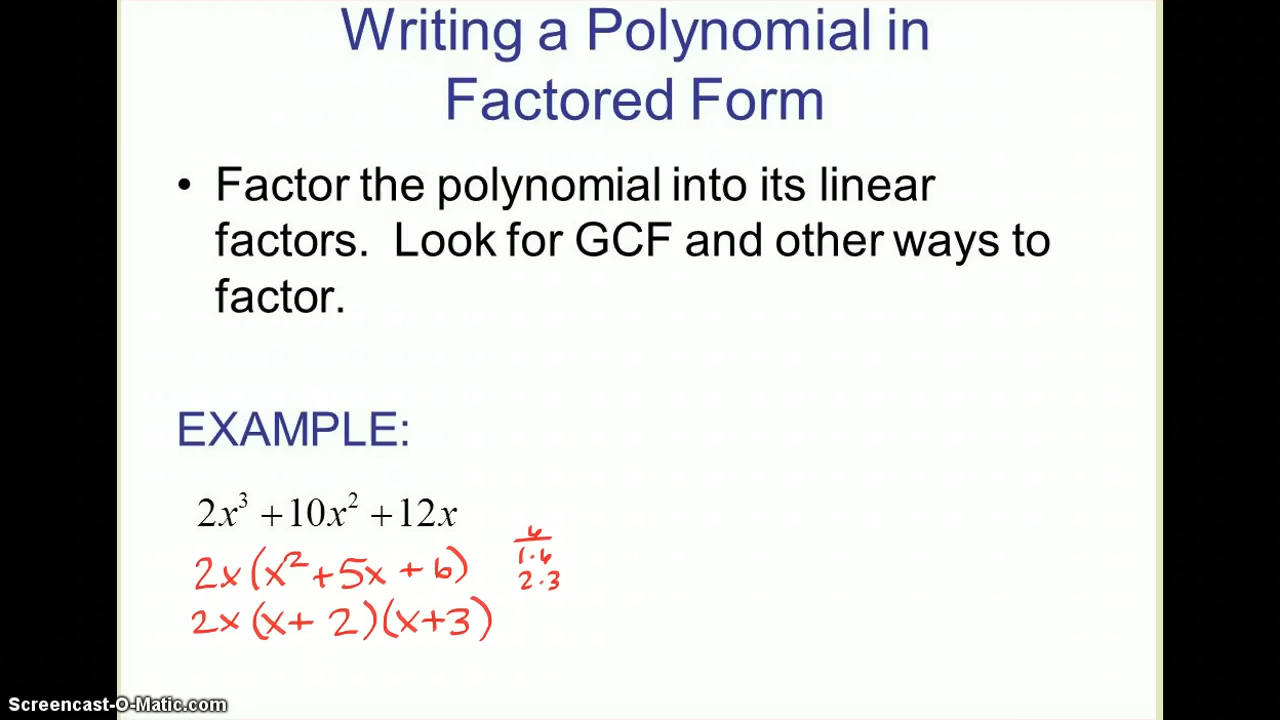 Writing a Polynomial in
Factored Form
• Factor the polynomial into its linear
factors. Look for GCF and other ways to
factor.
EXAMPLE:
2x³ + 10x² + 12x
2x(x² + 5x + 6)
2x(x + 2)(x + 3)
6
1·6
2·3
Screencast-O-Matic.com